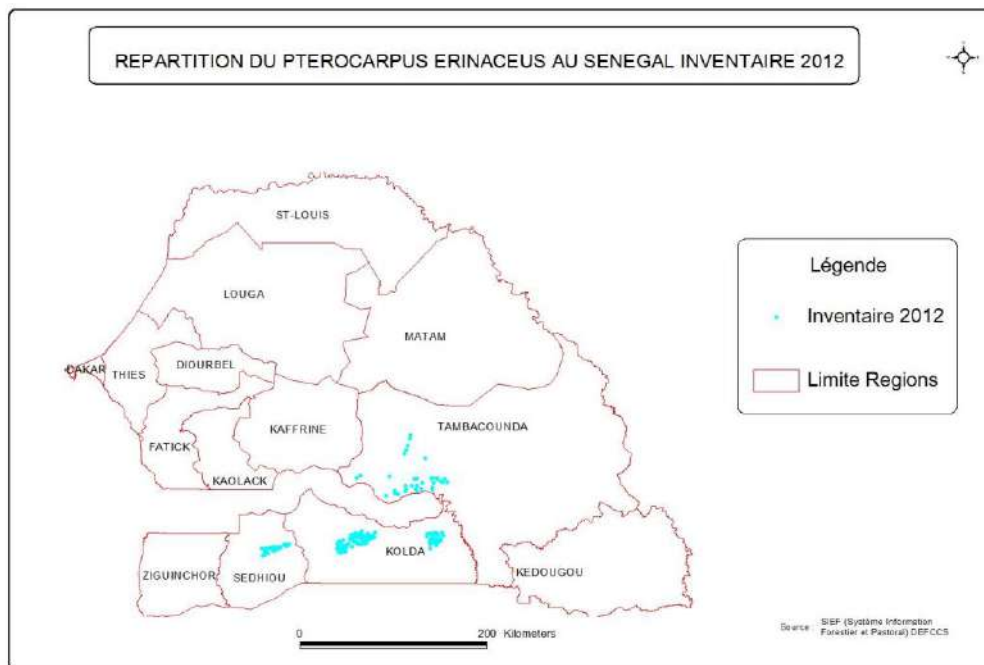 REPARTITION DU PTEROCARPUS ERINACEUS AU SENEGAL INVENTAIRE 2012
ST-LOUIS
LOUGA
MATAM
DAKAR
THIES
DIOURBEL
FATICK
KAOLACK
KAFFRINE
TAMBACOUNDA
ZIGUINCHOR
SEDHIOU
KOLDA
KEDOUGOU
Légende
Inventaire 2012
Limite Regions
0 200 Kilometers
Source : SIEF (Système Information
Forestier et Pastoral) DEFCCS